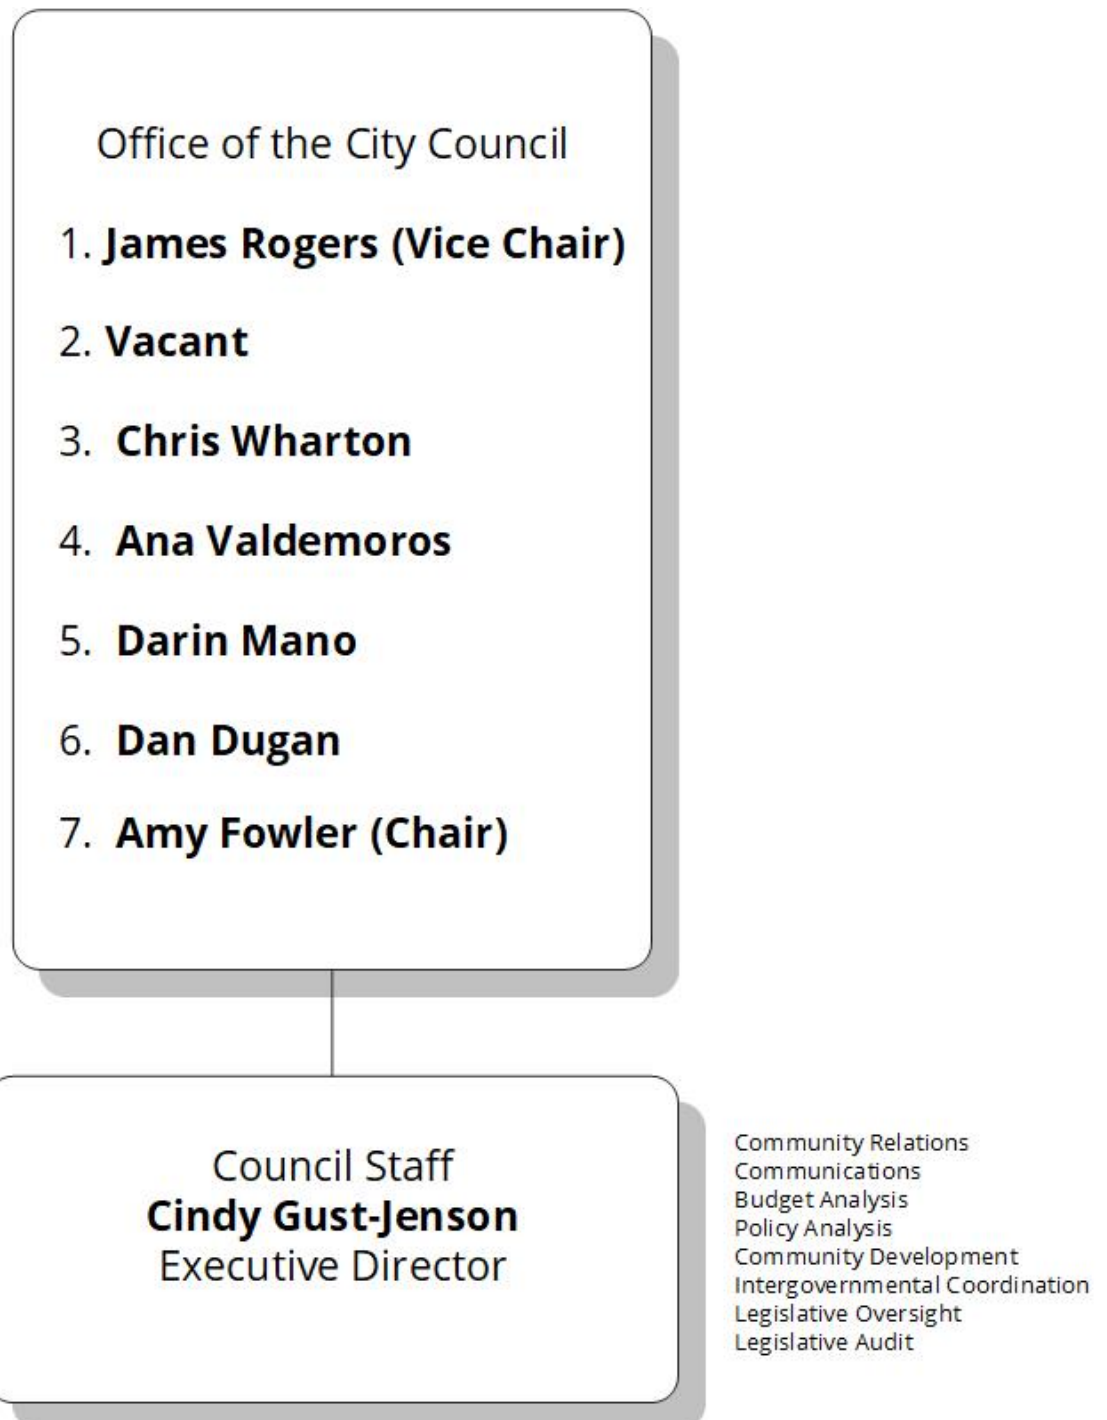 Office of the City Council
1. James Rogers (Vice Chair)
2. Vacant
3. Chris Wharton
4. Ana Valdemoros
5. Darin Mano
6. Dan Dugan
7. Amy Fowler (Chair)
Council Staff
Cindy Gust-Jenson
Executive Director
Community Relations
Communications
Budget Analysis
Policy Analysis
Community Development
Intergovernmental Coordination
Legislative Oversight
Legislative Audit